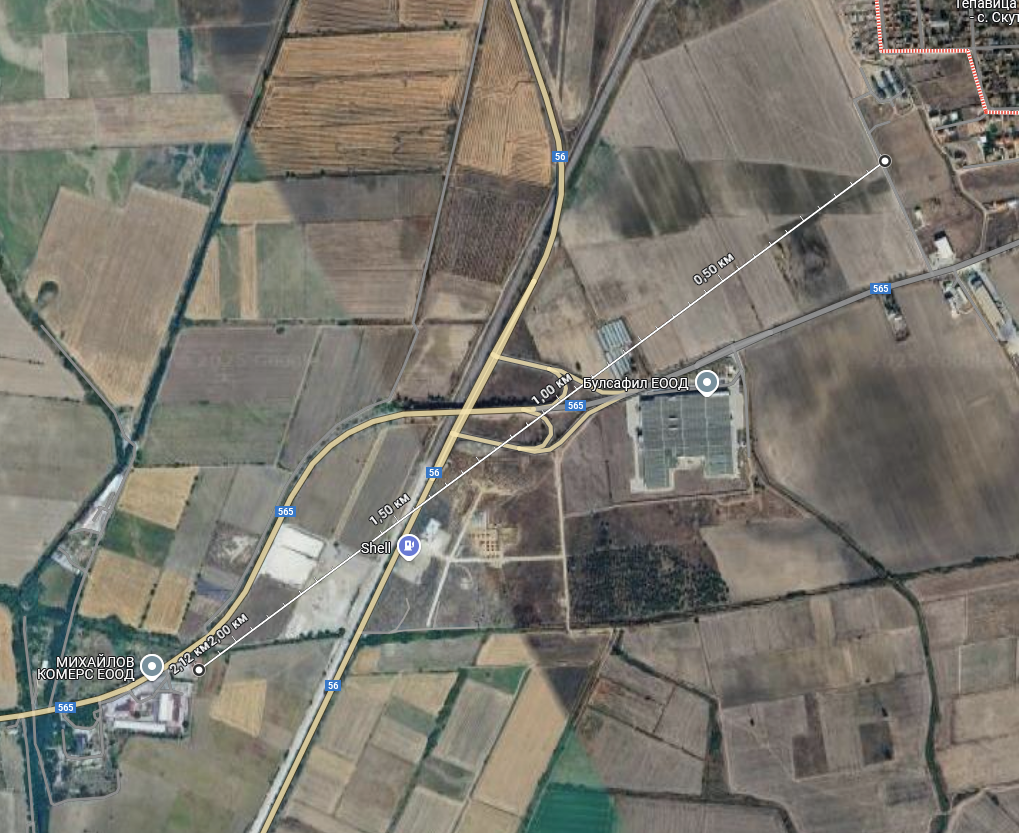 Тепавица
- с. Скут
56
0,50 км
565
1,00 км
Булсафил ЕООД
565
56
1,50 км
565
Shell
2,00 км
2,12 км
МИХАЙЛОВ
КОМЕРС ЕООД
56
565